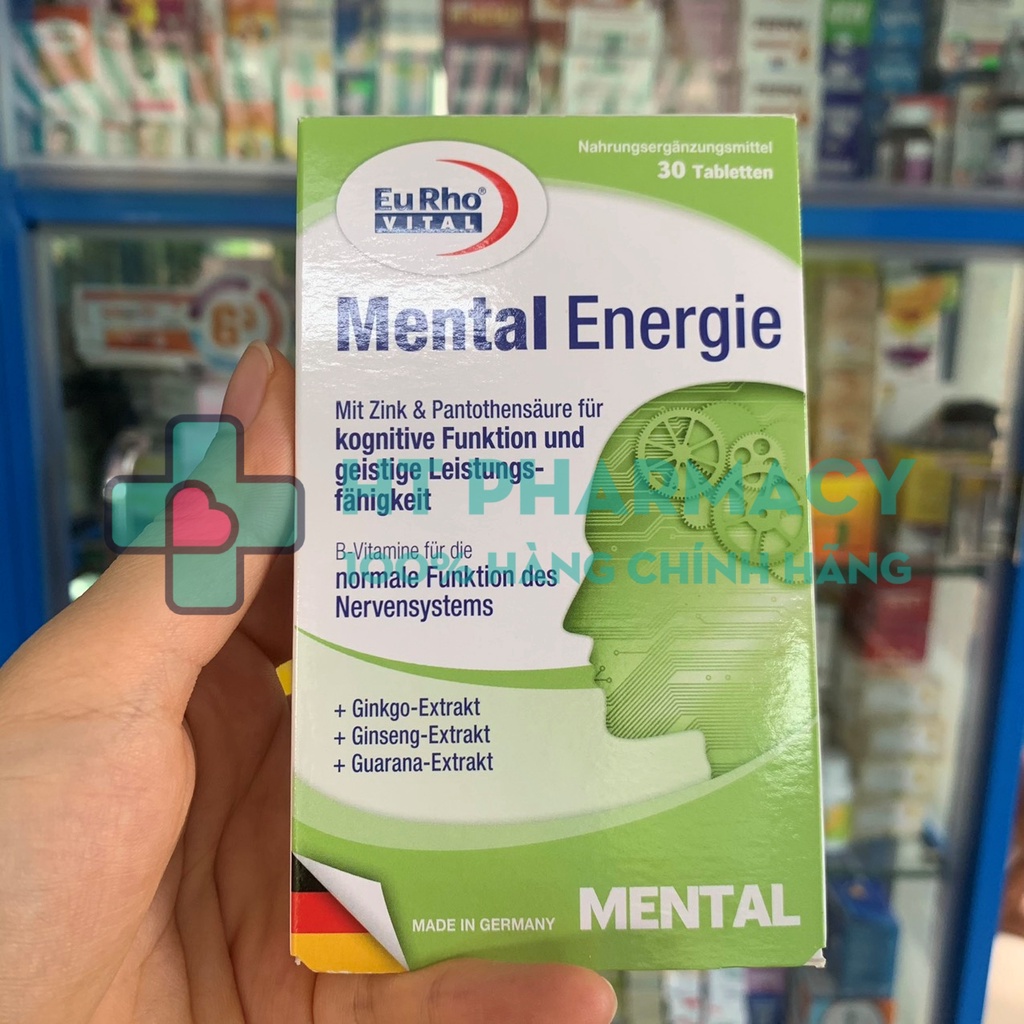 Nahrungsergänzungsmittel
30 Tabletten
EuRho®
VITAL
Mental Energie
Mit Zink & Pantothensäure für
kognitive Funktion und
geistige Leistungs-
fähigkeit
PHARMACY
B-Vitamine für die
100% HÀNG CHÍNH HÃNG
normale Funktion des
Nervensystems
+ Ginkgo-Extrakt
+ Ginseng-Extrakt
+ Guarana-Extrakt
MADE IN GERMANY
MENTAL